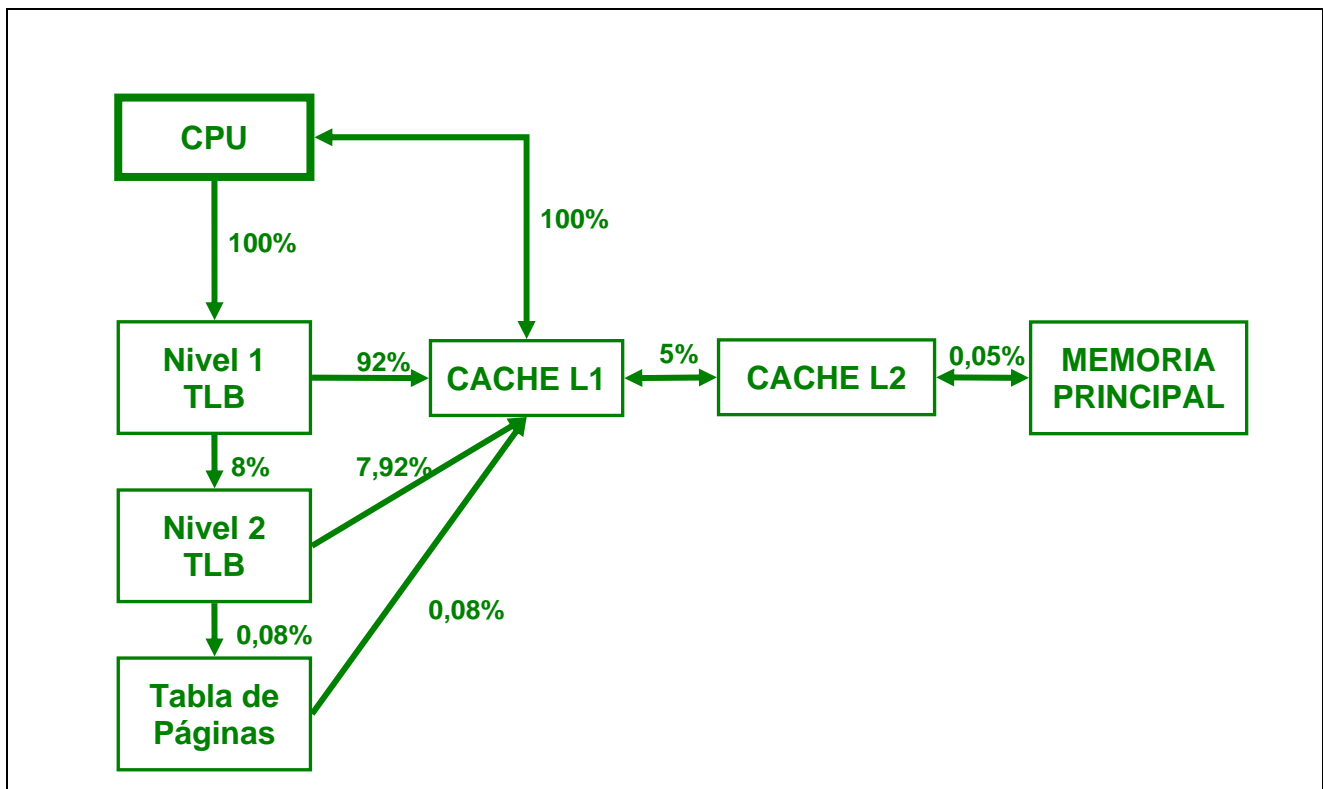 CPU
100%
100%
Nivel 1
TLB
92%
CACHE L1
5%
CACHE L2
0,05%
MEMORIA
PRINCIPAL
8%
7,92%
Nivel 2
TLB
0,08%
0,08%
Tabla de
Páginas